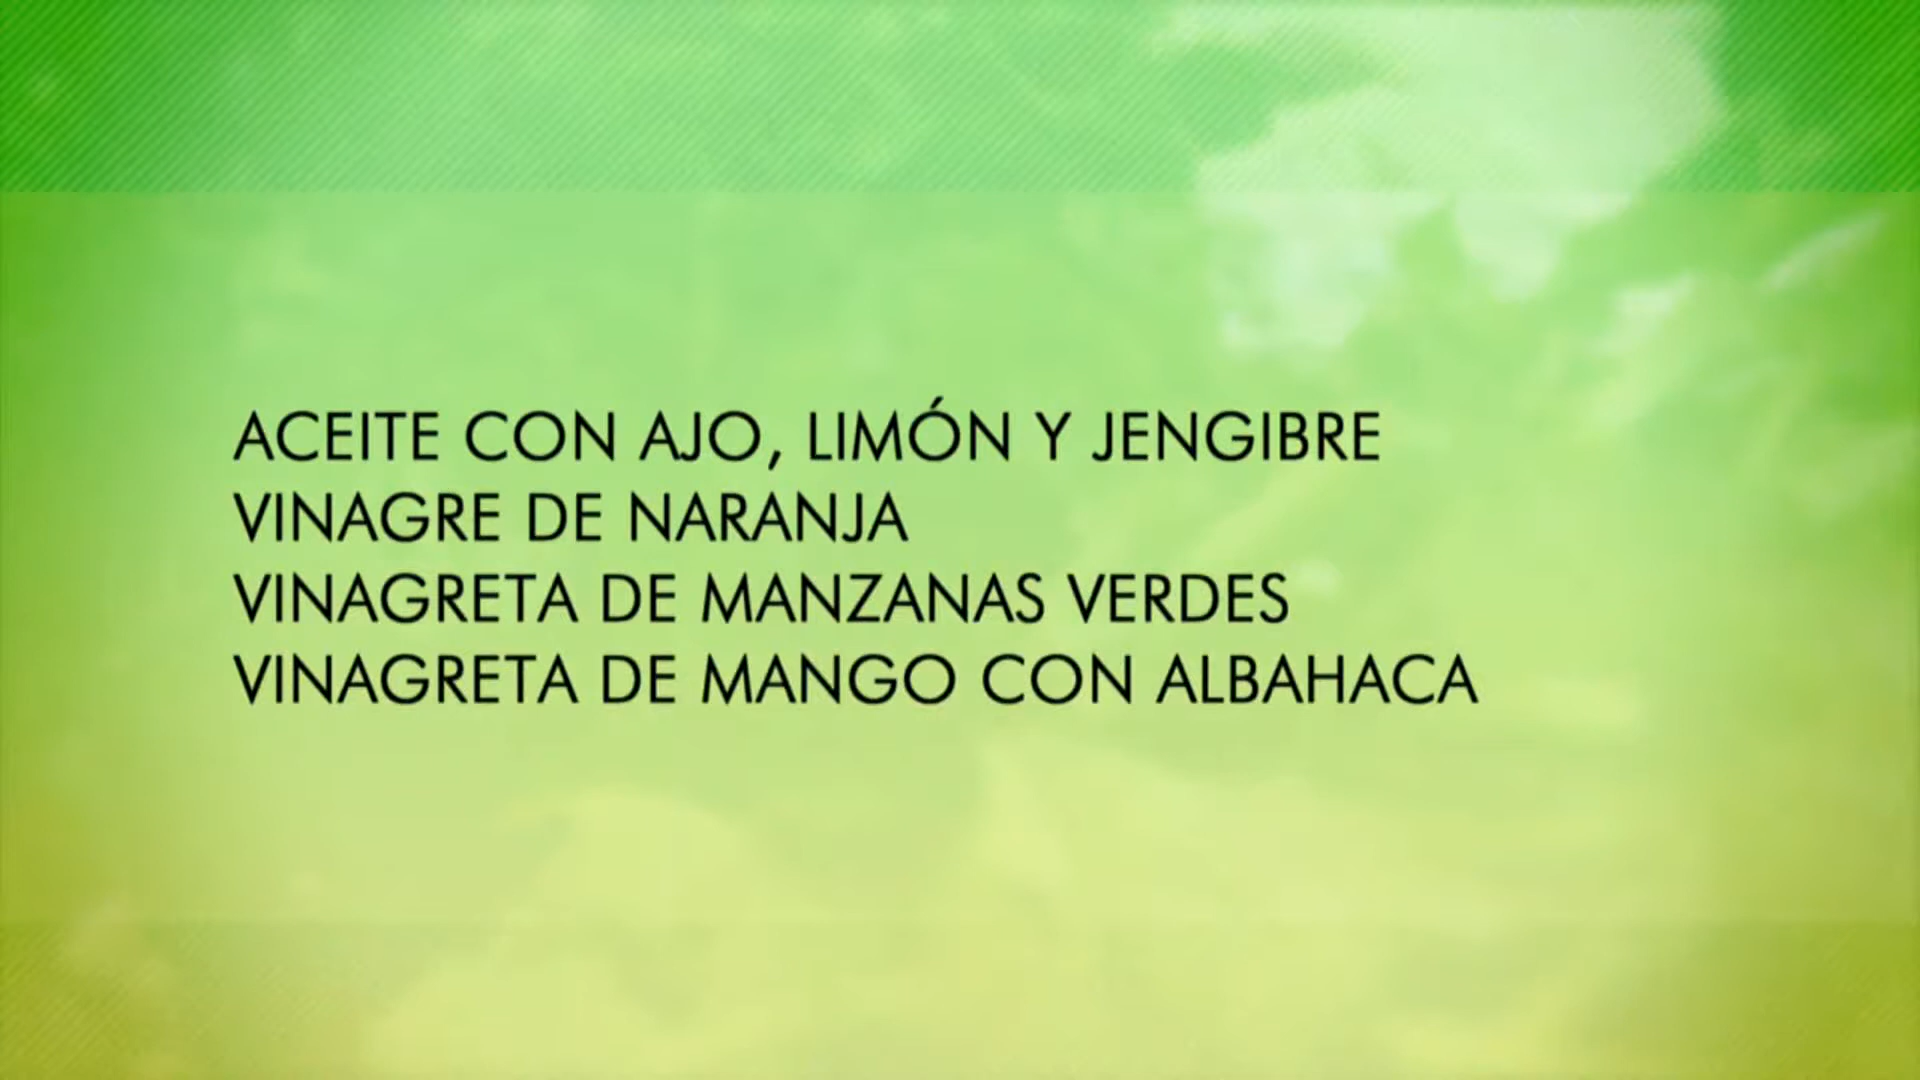 ACEITE CON AJO, LIMÓN Y JENGIBRE
VINAGRE DE NARANJA
VINAGRETA DE MANZANAS VERDES
VINAGRETA DE MANGO CON ALBAHACA